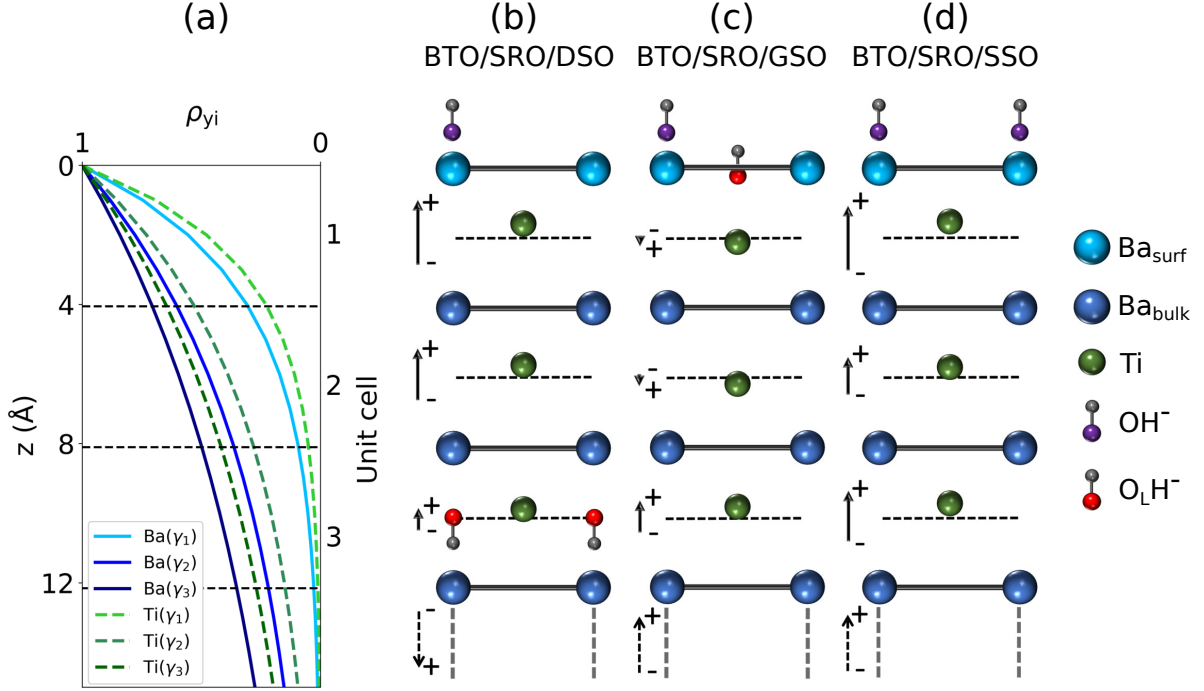 (a)
(b)
(c)
(d)
BTO/SRO/DSO
BTO/SRO/GSO
BTO/SRO/SSO
ρyi
1
0
0
4
8
12
z (Å)
1
2
3
Unit cell
Ba(γ1)
Ba(γ2)
Ba(γ3)
Ti(γ1)
Ti(γ2)
Ti(γ3)
+
-
+
-
+
-
-
+
-
+
-
+
+
-
+
-
+
-
+
-
+
-
+
-
Basurf
Babulk
Ti
OH-
OLH-